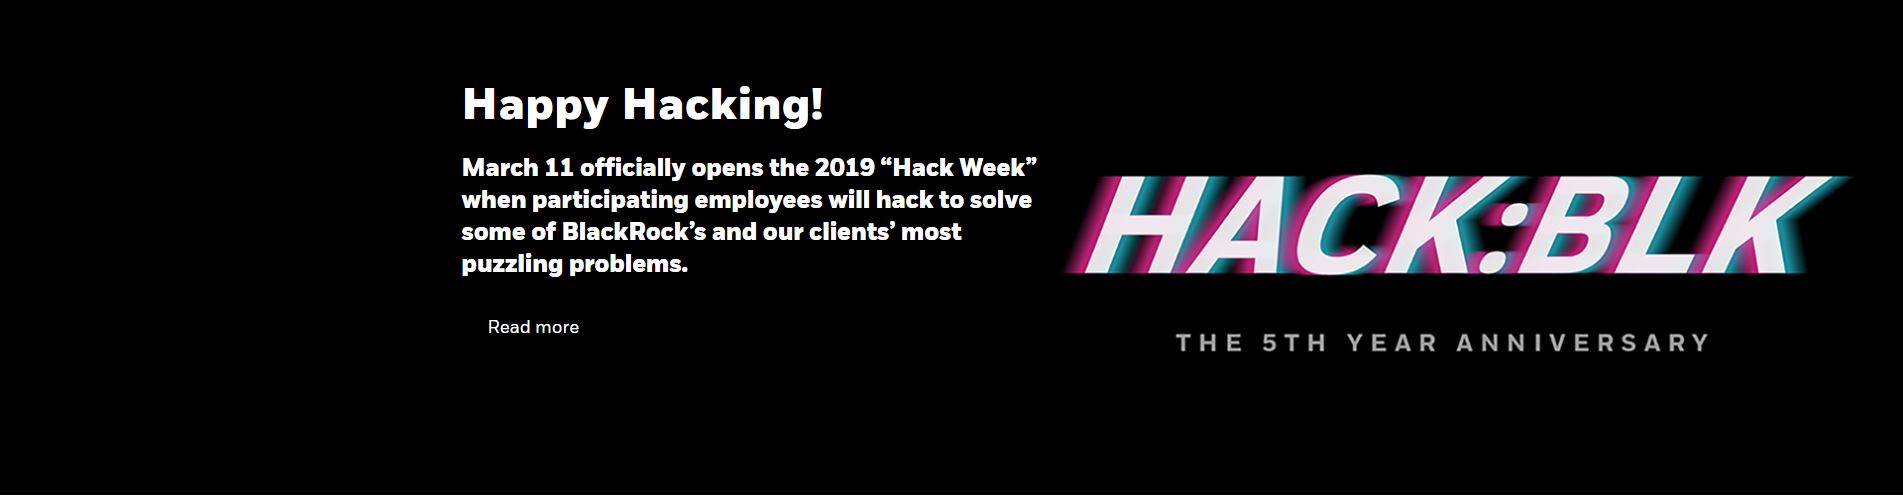 Happy Hacking!
March 11 officially opens the 2019 “Hack Week”
when participating employees will hack to solve
some of BlackRock’s and our clients’ most
puzzling problems.
Read more
HACK:BLK
THE 5TH YEAR ANNIVERSARY